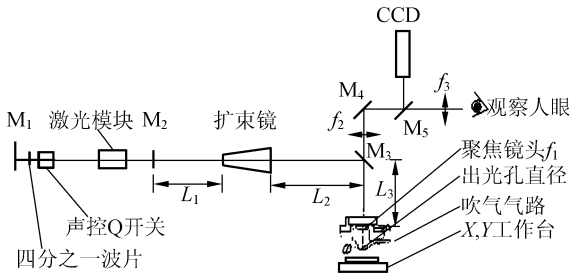 CCD
M₄
f₃
观察人眼
M₁
激光模块
M₂
扩束镜
f₂
M₅
M₃
聚焦镜头f₁
出光孔直径
L₁
L₂
L₃
吹气气路
声控Q开关
X,Y工作台
四分之一波片